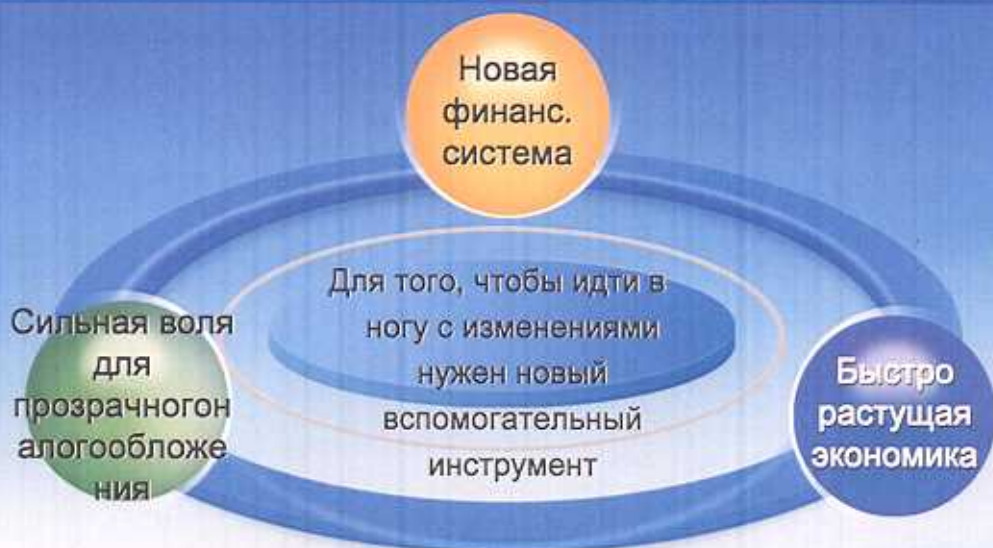 Новая
финанс.
система
Для того, чтобы идти в
ногу с изменениями
нужен новый
вспомогательный
инструмент
Сильная воля
для
прозрачногон
алогообложе
ния
Быстро
растущая
экономика